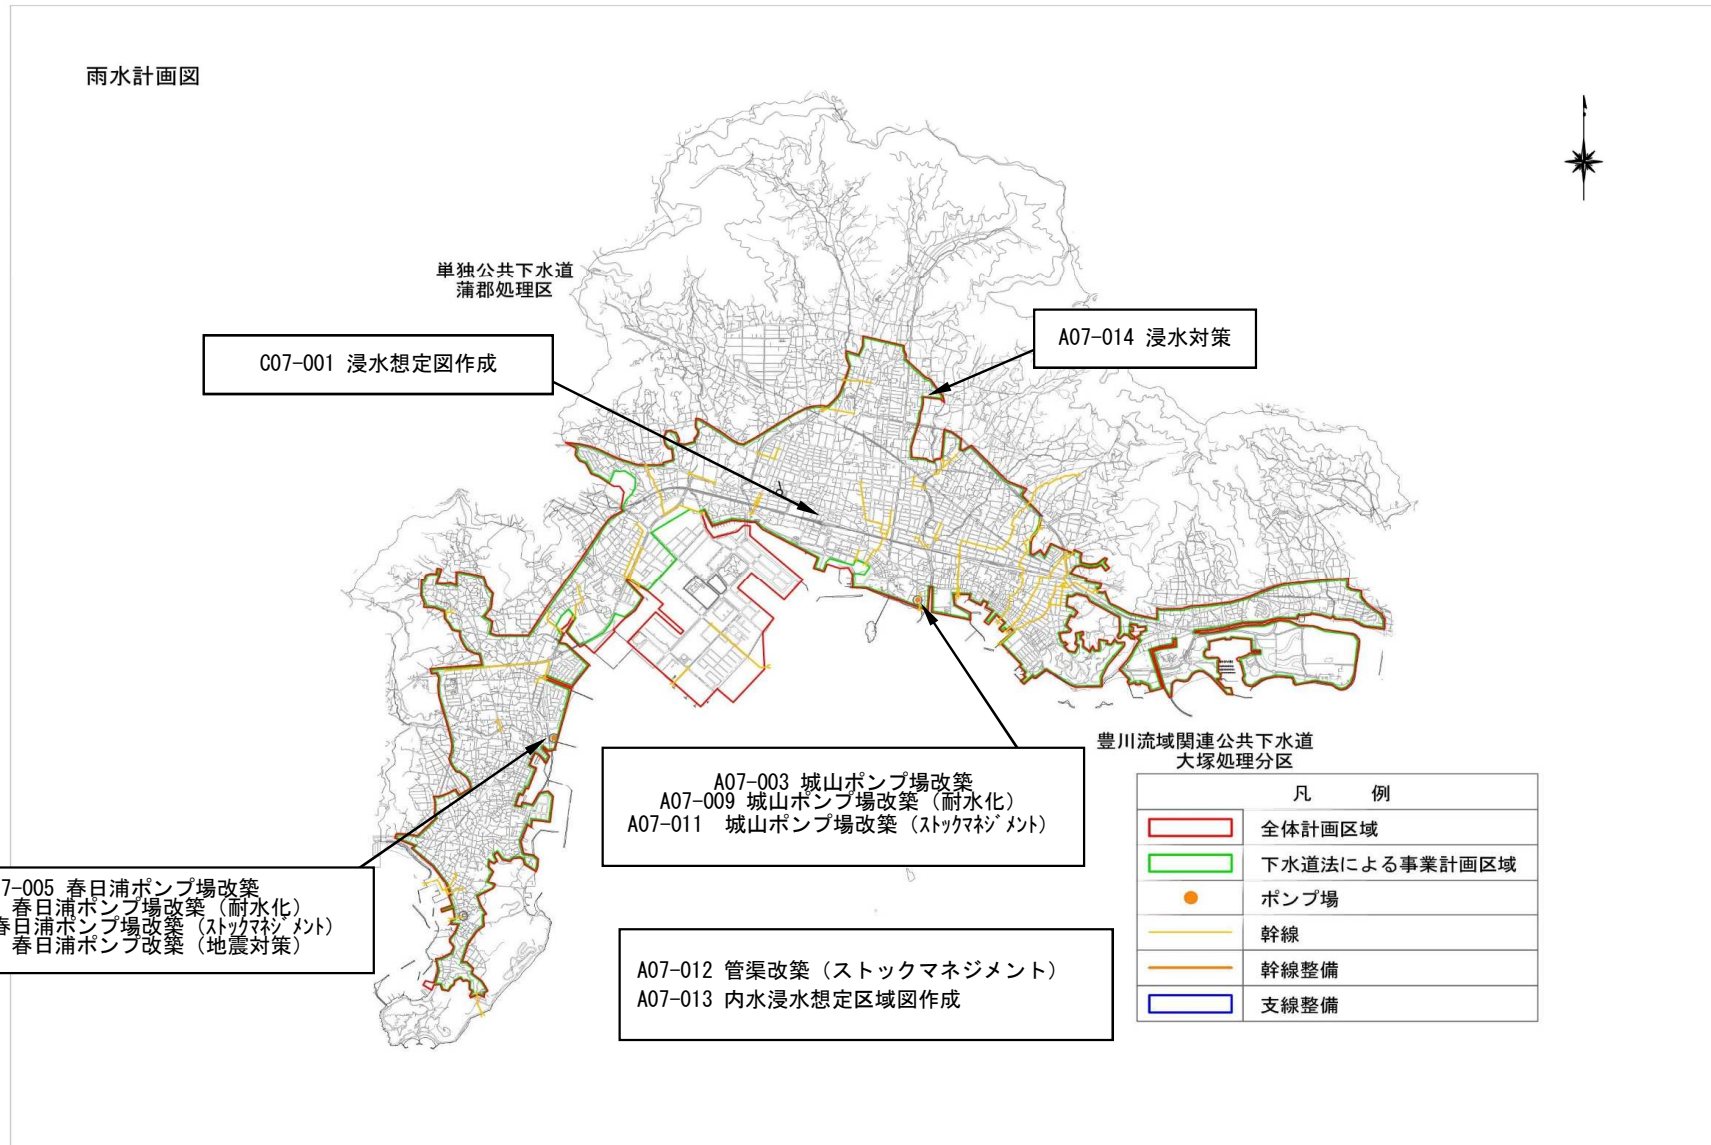 雨水計画図
単独公共下水道
蒲郡処理区
C07-001 浸水想定図作成
A07-014 浸水対策
A07-003 城山ポンプ場改築
A07-009 城山ポンプ場改築（耐水化）
A07-011 城山ポンプ場改築（ｽﾄｯｸﾏﾈｼﾞﾒﾝﾄ）
7-005 春日浦ポンプ場改築
春日浦ポンプ場改築（耐水化）
春日浦ポンプ場改築（ｽﾄｯｸﾏﾈｼﾞﾒﾝﾄ）
春日浦ポンプ改築（地震対策）
A07-012 管渠改築（ストックマネジメント）
A07-013 内水浸水想定区域図作成
豊川流域関連公共下水道
大塚処理分区
凡 例
全体計画区域
下水道法による事業計画区域
ポンプ場
幹線
幹線整備
支線整備